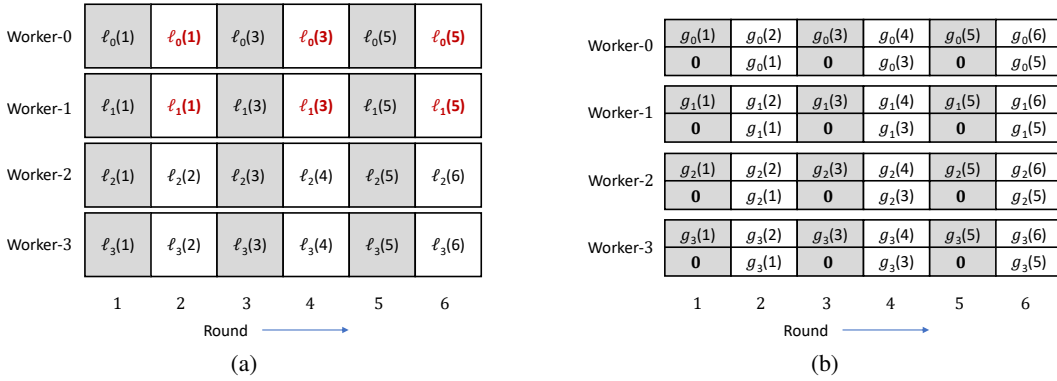 Worker-0 ℓ₀(1) ℓ₀(1) ℓ₀(3) ℓ₀(3) ℓ₀(5) ℓ₀(5)
Worker-1 ℓ₁(1) ℓ₁(1) ℓ₁(3) ℓ₁(3) ℓ₁(5) ℓ₁(5)
Worker-2 ℓ₂(1) ℓ₂(2) ℓ₂(3) ℓ₂(4) ℓ₂(5) ℓ₂(6)
Worker-3 ℓ₃(1) ℓ₃(2) ℓ₃(3) ℓ₃(4) ℓ₃(5) ℓ₃(6)
1 2 3 4 5 6
Round
(a)
Worker-0
g₀(1) g₀(2) g₀(3) g₀(4) g₀(5) g₀(6)
0 g₀(1) 0 g₀(3) 0 g₀(5)
Worker-1
g₁(1) g₁(2) g₁(3) g₁(4) g₁(5) g₁(6)
0 g₁(1) 0 g₁(3) 0 g₁(5)
Worker-2
g₂(1) g₂(2) g₂(3) g₂(4) g₂(5) g₂(6)
0 g₂(1) 0 g₂(3) 0 g₂(5)
Worker-3
g₃(1) g₃(2) g₃(3) g₃(4) g₃(5) g₃(6)
0 g₃(1) 0 g₃(3) 0 g₃(5)
1 2 3 4 5 6
Round
(b)